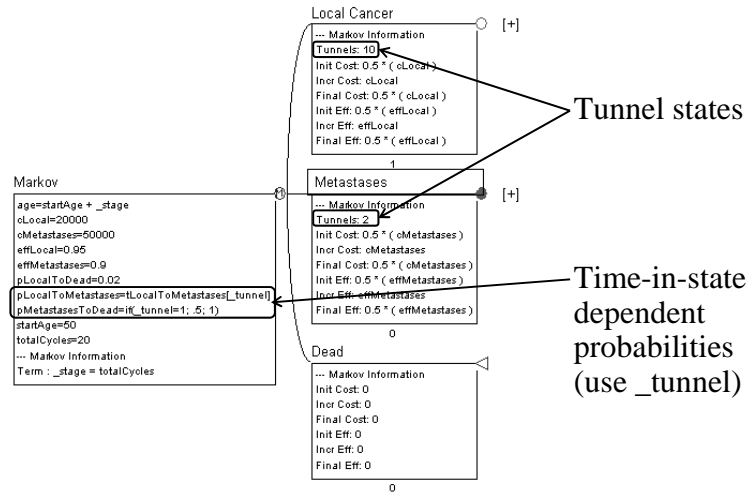 Local Cancer
--- Markov Information
Tunnels: 10
Init Cost: 0.5 * ( cLocal )
Incr Cost: cLocal
Final Cost: 0.5 * ( cLocal )
Init Eff: 0.5 * ( effLocal )
Incr Eff: effLocal
Final Eff: 0.5 * ( effLocal )
1
[+]
Tunnel states
Markov
age=startAge + _stage
cLocal=20000
cMetastases=50000
effLocal=0.95
effMetastases=0.9
pLocalToDead=0.02
pLocalToMetastases=tLocalToMetastases[_tunnel]
pMetastasesToDead=if(_tunnel=1; .5; 1)
startAge=50
totalCycles=20
--- Markov Information
Term : _stage = totalCycles
M
Metastases
--- Markov Information
Tunnels: 2
Init Cost: 0.5 * ( cMetastases )
Incr Cost: cMetastases
Final Cost: 0.5 * ( cMetastases )
Init Eff: 0.5 * ( effMetastases )
Incr Eff: effMetastases
Final Eff: 0.5 * ( effMetastases )
0
[+]
Time-in-state
dependent
probabilities
(use _tunnel)
Dead
--- Markov Information
Init Cost: 0
Incr Cost: 0
Final Cost: 0
Init Eff: 0
Incr Eff: 0
Final Eff: 0
0